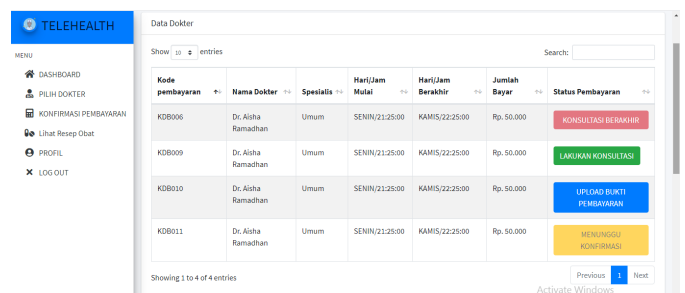 TELEHEALTH
MENU
DASHBOARD
PILIH DOKTER
KONFIRMASI PEMBAYARAN
Lihat Resep Obat
PROFIL
LOG OUT
Data Dokter
Show 10 entries
Search:
Kode pembayaran Nama Dokter Spesialis Hari/Jam Mulai Hari/Jam Berakhir Jumlah Bayar Status Pembayaran
KDB006 Dr. Aisha Ramadhan Umum SENIN/21:25:00 KAMIS/22:25:00 Rp. 50.000 KONSULTASI BERAKHIR
KDB009 Dr. Aisha Ramadhan Umum SENIN/21:25:00 KAMIS/22:25:00 Rp. 50.000 LAKUKAN KONSULTASI
KDB010 Dr. Aisha Ramadhan Umum SENIN/21:25:00 KAMIS/22:25:00 Rp. 50.000 UPLOAD BUKTI PEMBAYARAN
KDB011 Dr. Aisha Ramadhan Umum SENIN/21:25:00 KAMIS/22:25:00 Rp. 50.000 MENUNGGU KONFIRMASI
Showing 1 to 4 of 4 entries
Previous 1 Next
Activate Windows